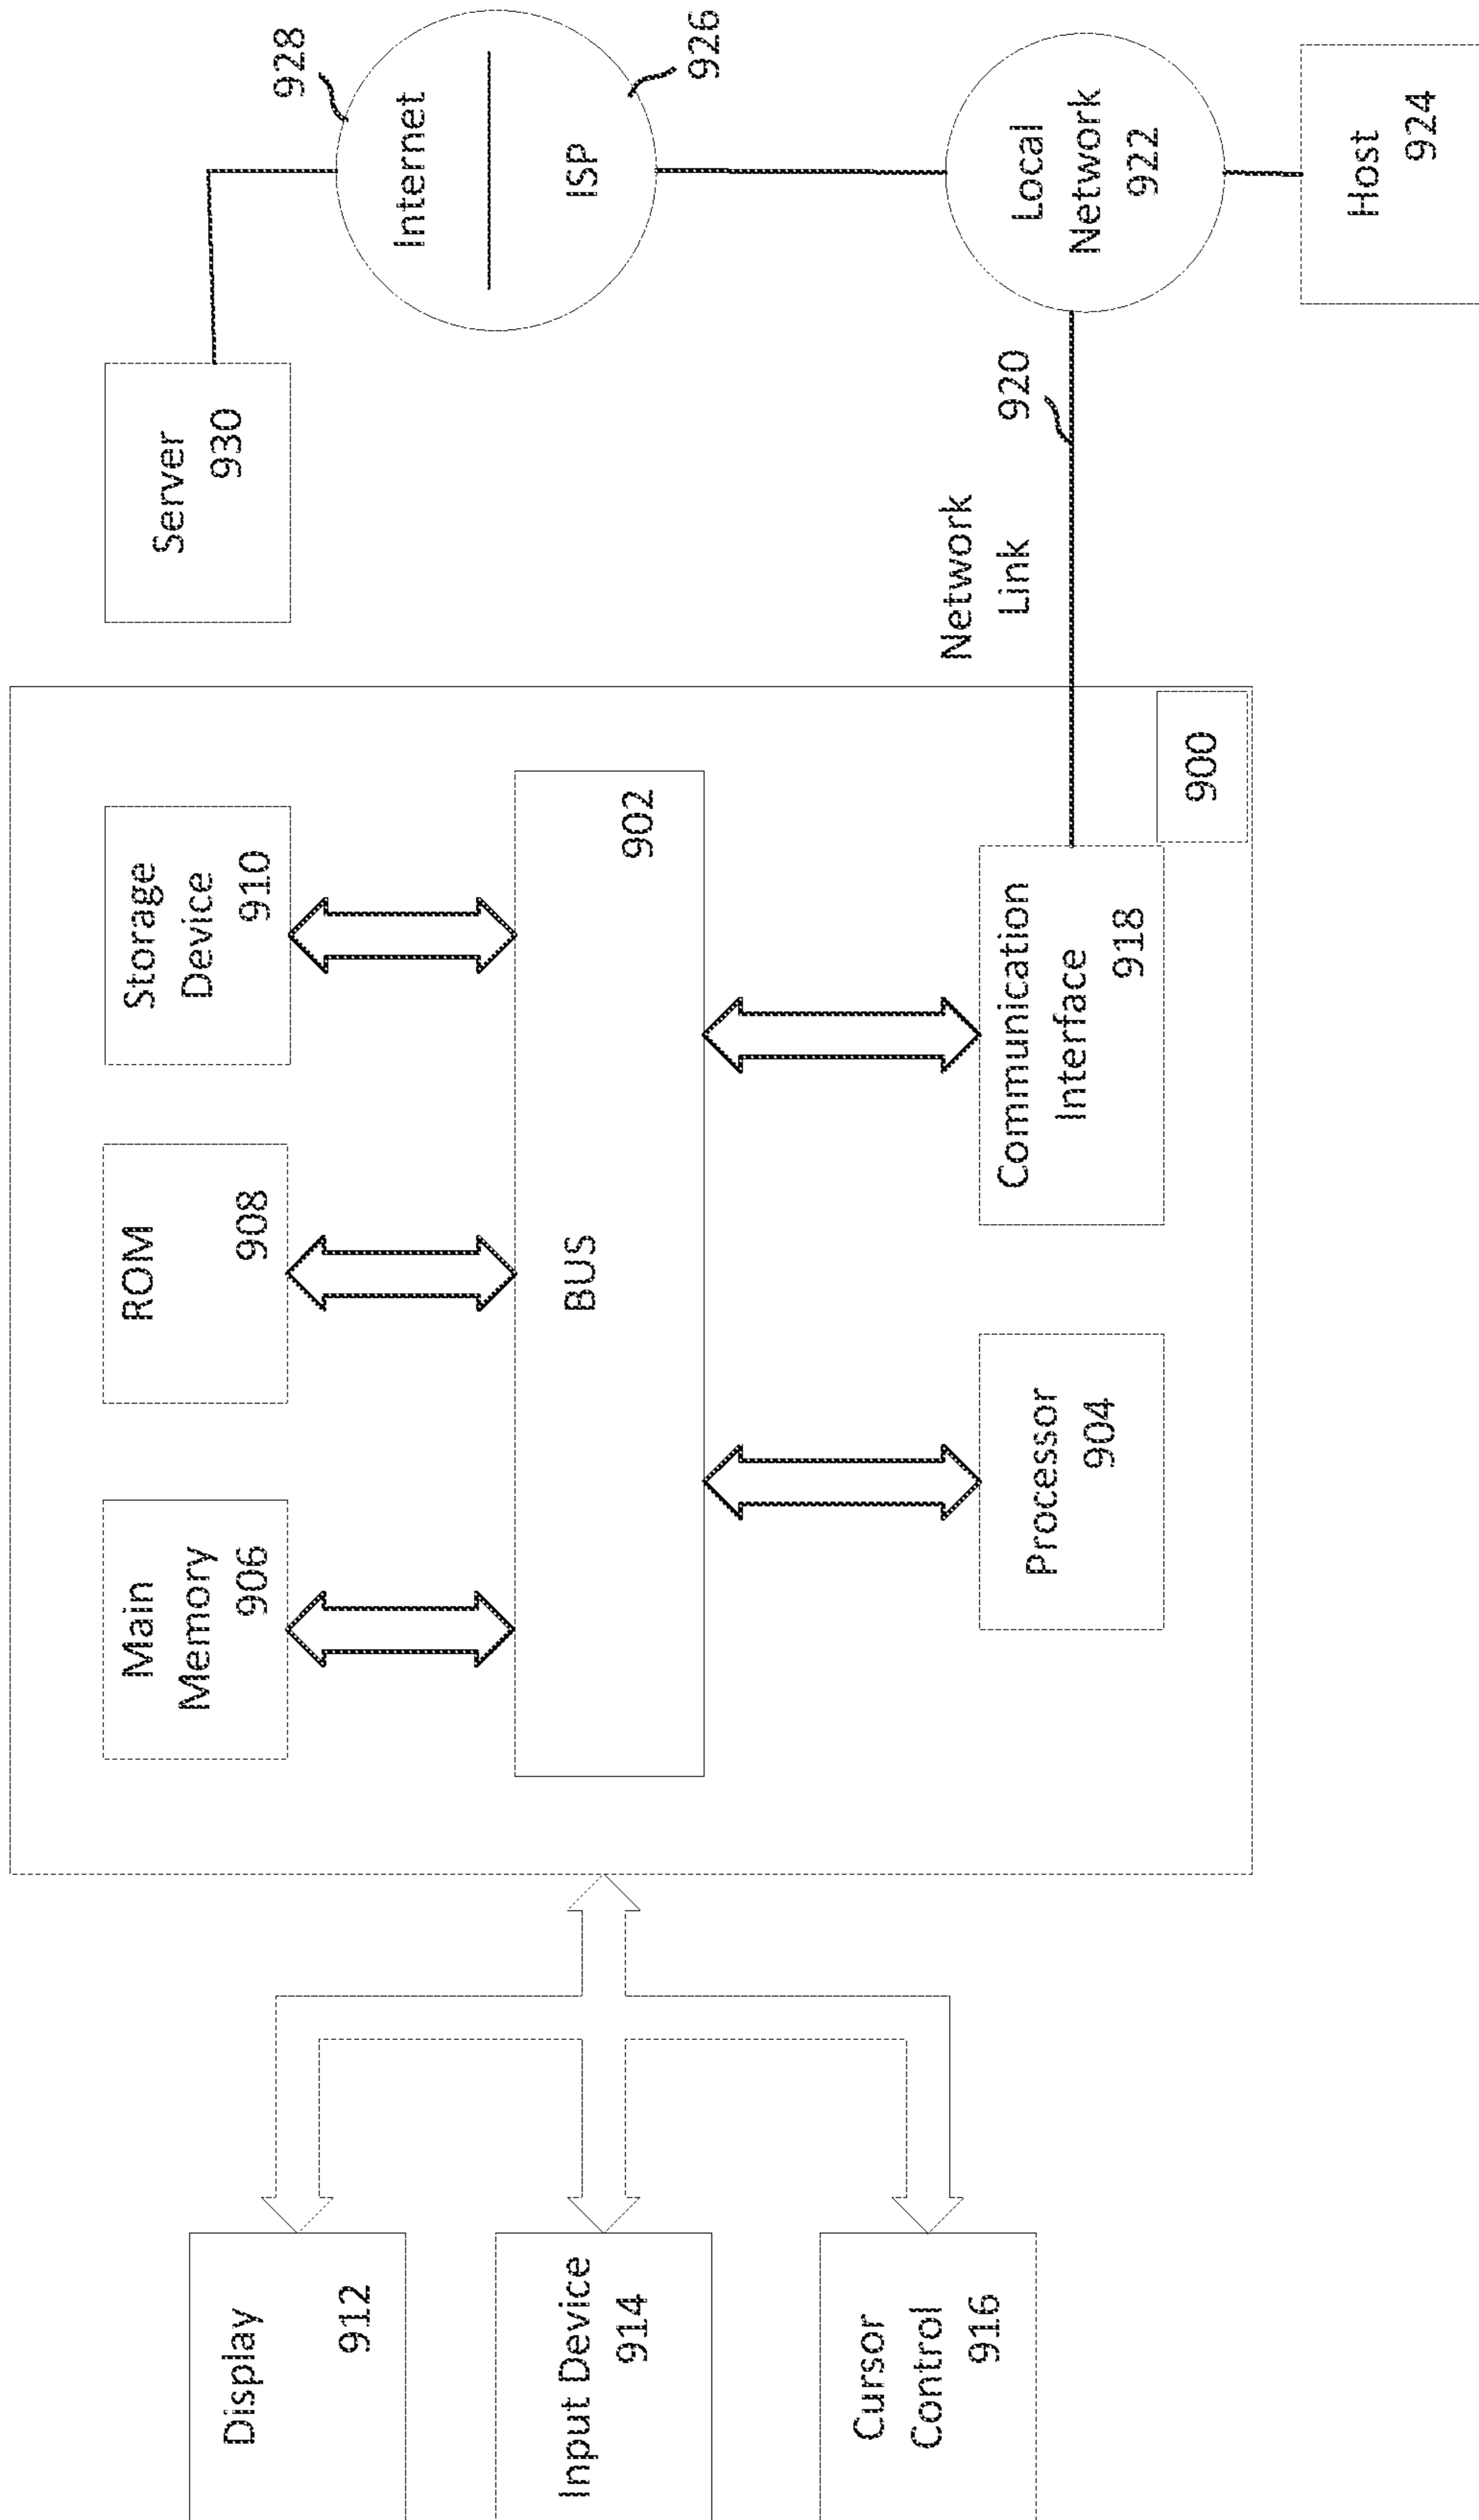 Display
912
Input Device
914
Cursor
Control
916
Main
Memory
906
ROM
908
Storage
Device
910
BUS
902
Processor
904
Communication
Interface
918
900
Server
930
Network
Link
920
928
Internet
ISP
926
Local
Network
922
Host
924